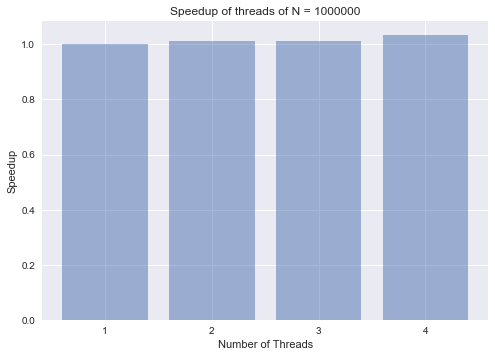 Speedup of threads of N = 1000000
1.0
0.8
0.6
0.4
0.2
0.0
Speedup
1 2 3 4
Number of Threads